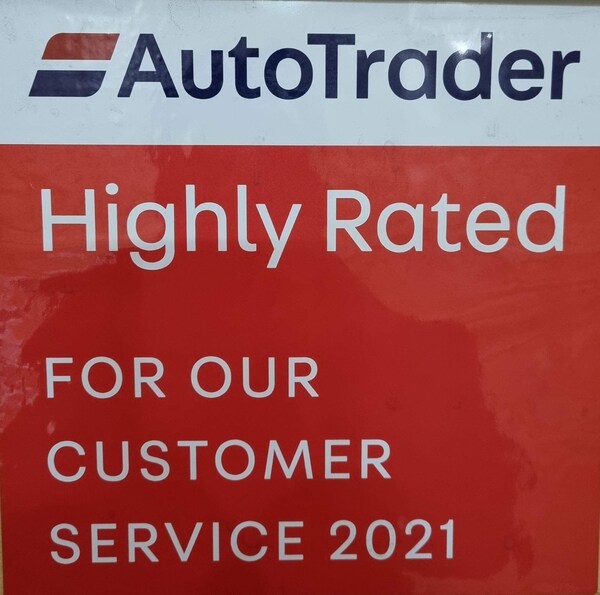 AutoTrader
Highly Rated
FOR OUR
CUSTOMER
SERVICE 2021